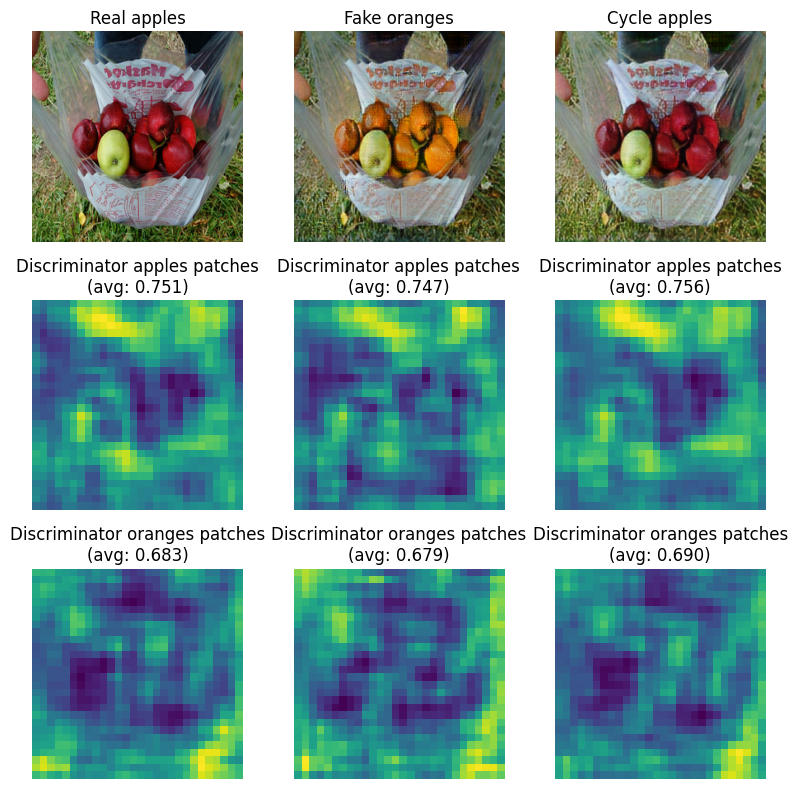 Real apples
Fake oranges
Cycle apples
Discriminator apples patches
(avg: 0.751)
Discriminator apples patches
(avg: 0.747)
Discriminator apples patches
(avg: 0.756)
Discriminator oranges patches
(avg: 0.683)
Discriminator oranges patches
(avg: 0.679)
Discriminator oranges patches
(avg: 0.690)